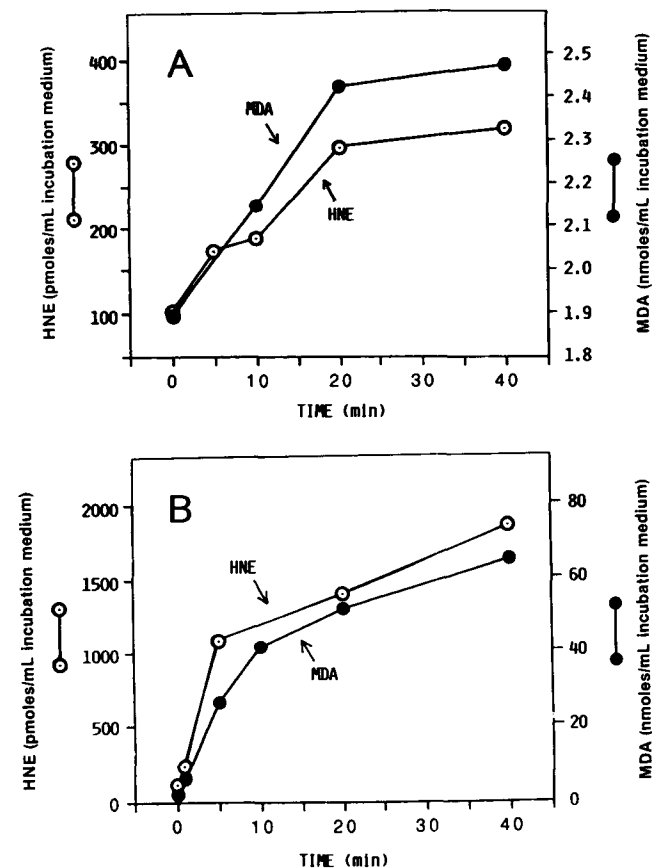 A
HNE (pmoles/mL incubation medium)
400
300
200
100
MDA
HNE
2.5
2.4
2.3
2.2
2.1
2.0
1.9
1.8
MDA (nmoles/mL incubation medium)
0 10 20 30 40
TIME (min)
B
HNE (pmoles/mL incubation medium)
2000
1500
1000
500
0
HNE
MDA
80
60
40
20
0
MDA (nmoles/mL incubation medium)
0 10 20 30 40
TIME (min)